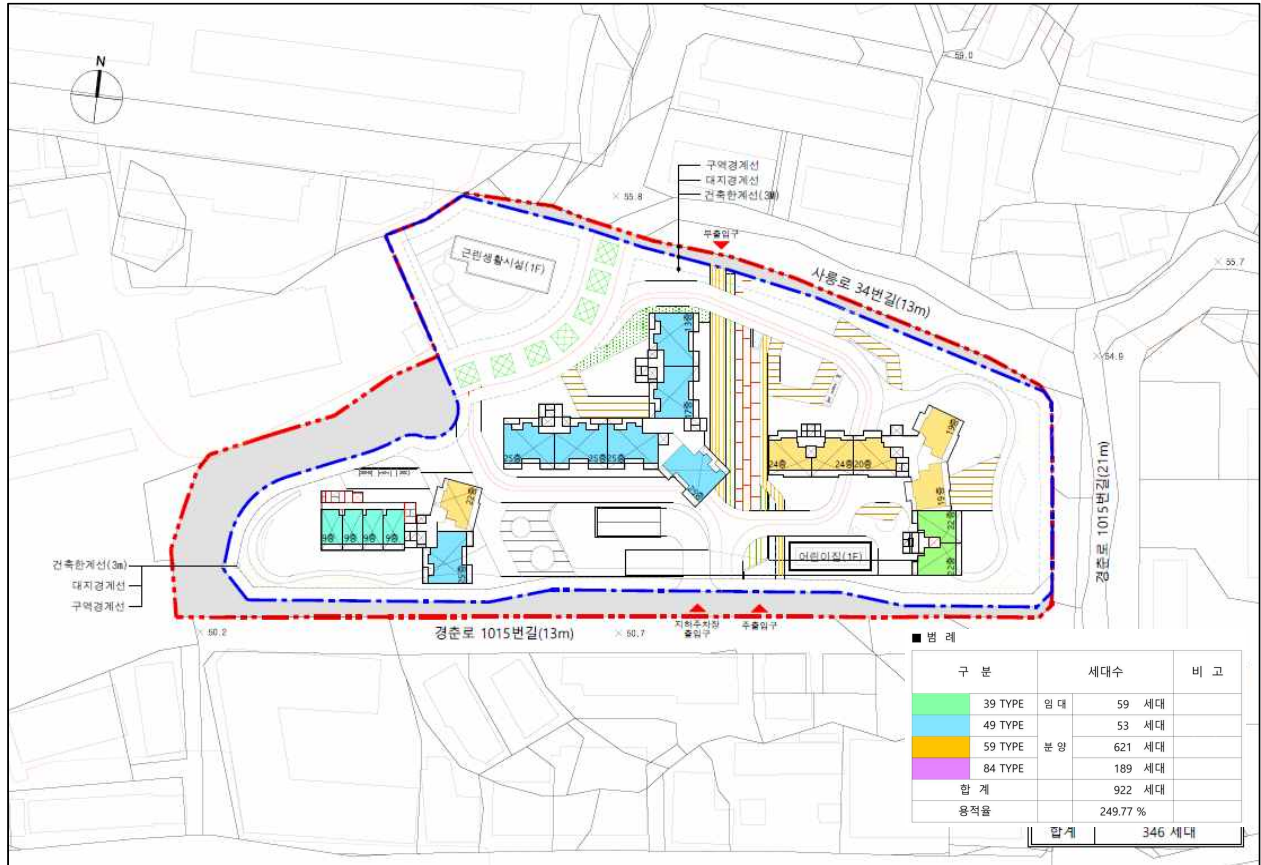 N
59.0
구역경계선
대지경계선
55.8
부출입구
근린생활시설(1F)
사릉로 34번길(13m)
55.7
54.9
경춘로 1015번길(21m)
25층
25층
25층
24층
24층
20층
19층
19층
22층
22층
22층
9층
9층
9층
9층
어린이집(1F)
건축한계선(3m)
대지경계선
구역경계선
50.2
경춘로 1015번길(13m)
50.7
지하주차장
출입구
주출입구
■ 범 례
구 분 세대수 비 고
39 TYPE 임 대 59 세대
49 TYPE 53 세대
59 TYPE 분 양 621 세대
84 TYPE 189 세대
합 계 922 세대
용적율 249.77 %
합계 346 세대